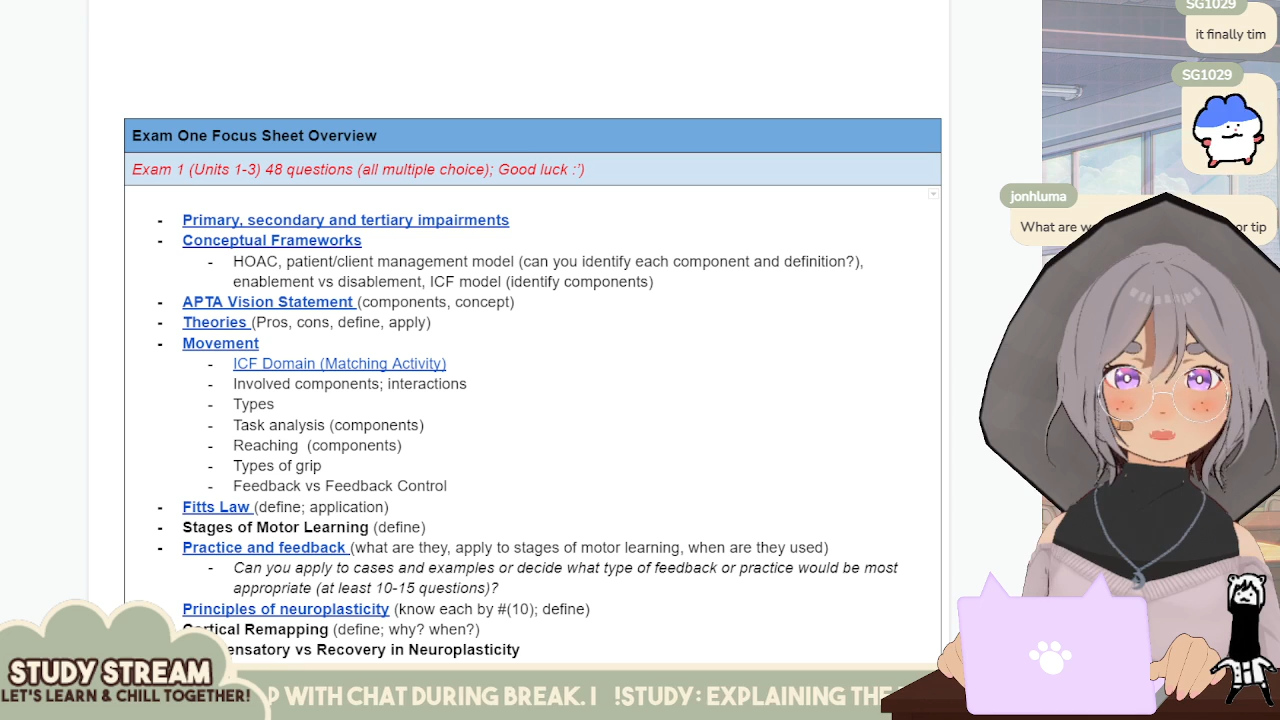 Exam One Focus Sheet Overview
Exam 1 (Units 1-3) 48 questions (all multiple choice); Good luck :')
- Primary, secondary and tertiary impairments
- Conceptual Frameworks
- HOAC, patient/client management model (can you identify each component and definition?),
enablement vs disablement, ICF model (identify components)
- APTA Vision Statement (components, concept)
- Theories (Pros, cons, define, apply)
- Movement
- ICF Domain (Matching Activity)
- Involved components; interactions
- Types
- Task analysis (components)
- Reaching (components)
- Types of grip
- Feedback vs Feedback Control
- Fitts Law (define; application)
- Stages of Motor Learning (define)
- Practice and feedback (what are they, apply to stages of motor learning, when are they used)
- Can you apply to cases and examples or decide what type of feedback or practice would be most
appropriate (at least 10-15 questions)?
Principles of neuroplasticity (know each by #(10); define)
Cortical Remapping (define; why? when?)
vs Recovery in Neuroplasticity
SG1029
it finally tim
SG1029
jonhluma
What are tip
STUDY STREAM
LET'S LEARN & CHILL TOGETHER!
P WITH CHAT DURING BREAK. | !STUDY: EXPLAINING THE